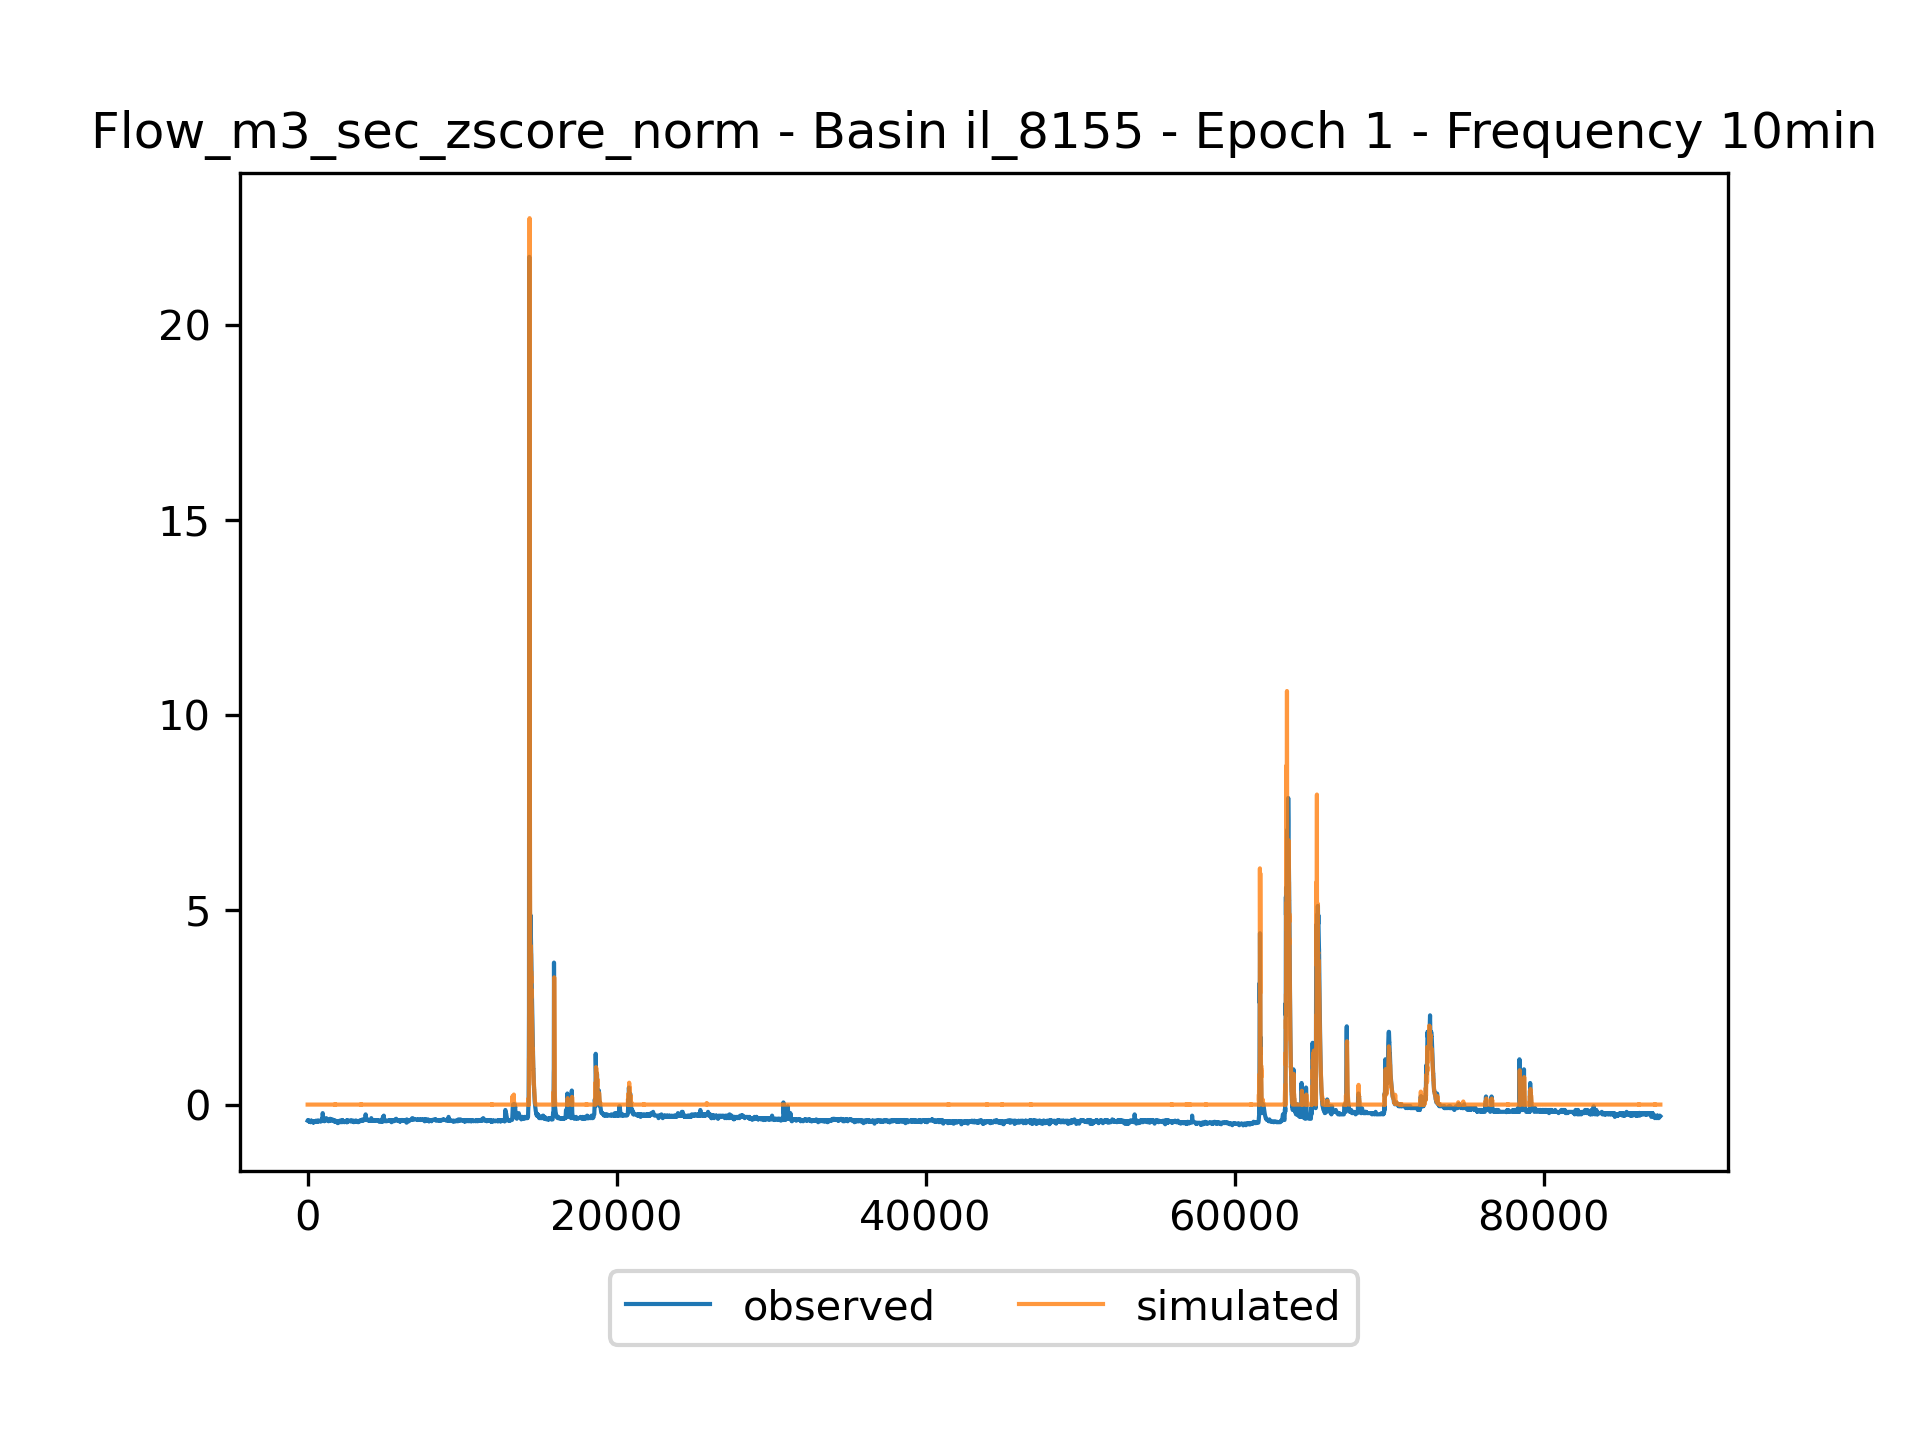 Flow_m3_sec_zscore_norm - Basin il_8155 - Epoch 1 - Frequency 10min
20
15
10
5
0
0 20000 40000 60000 80000
observed simulated